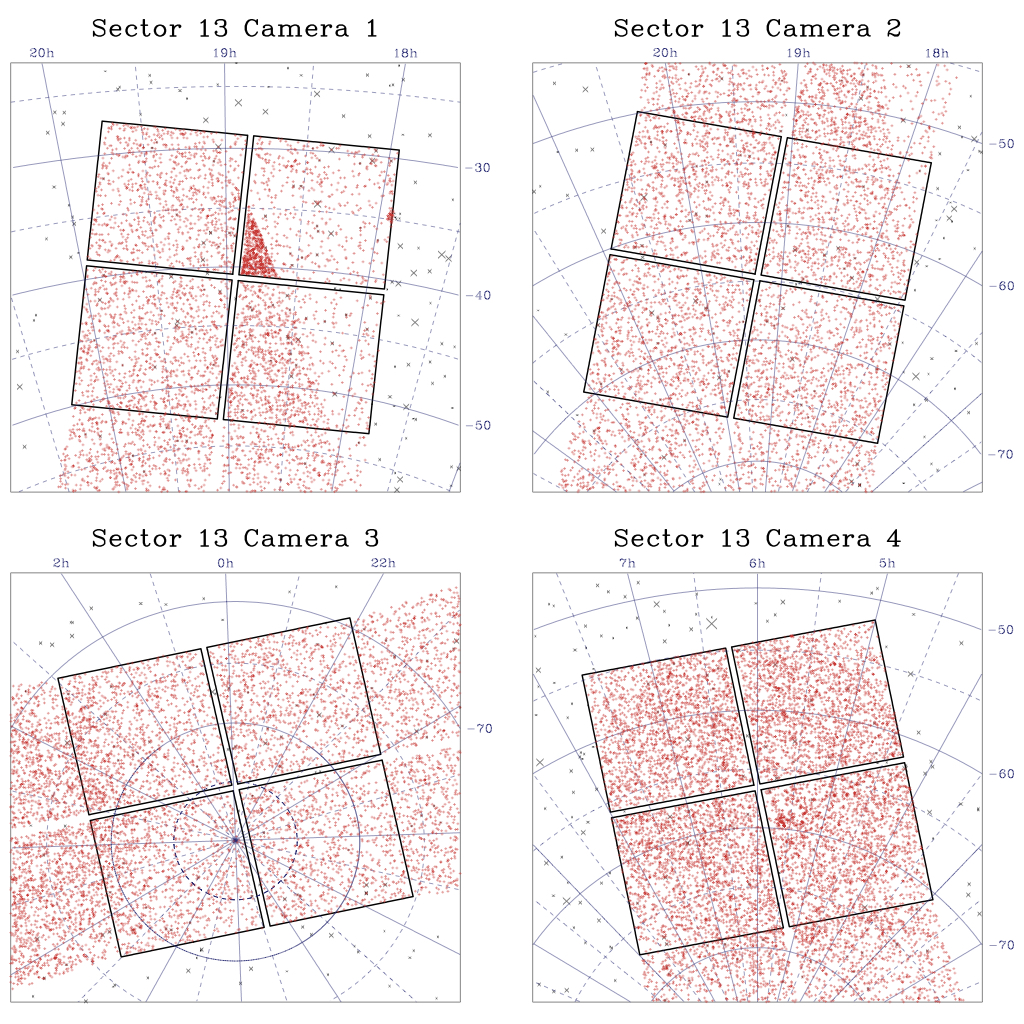 Sector 13 Camera 1
20h 19h 18h
-30
-40
-50
Sector 13 Camera 2
20h 19h 18h
-50
-60
-70
Sector 13 Camera 3
2h 0h 22h
-70
Sector 13 Camera 4
7h 6h 5h
-50
-60
-70